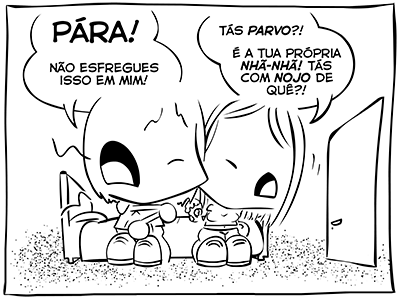 PÁRA!
NÃO ESFREGUES
ISSO EM MIM!
TÁS PARVO?!
É A TUA PRÓPRIA
NHÃ-NHÃ! TÁS
COM NOJO DE
QUÊ?!